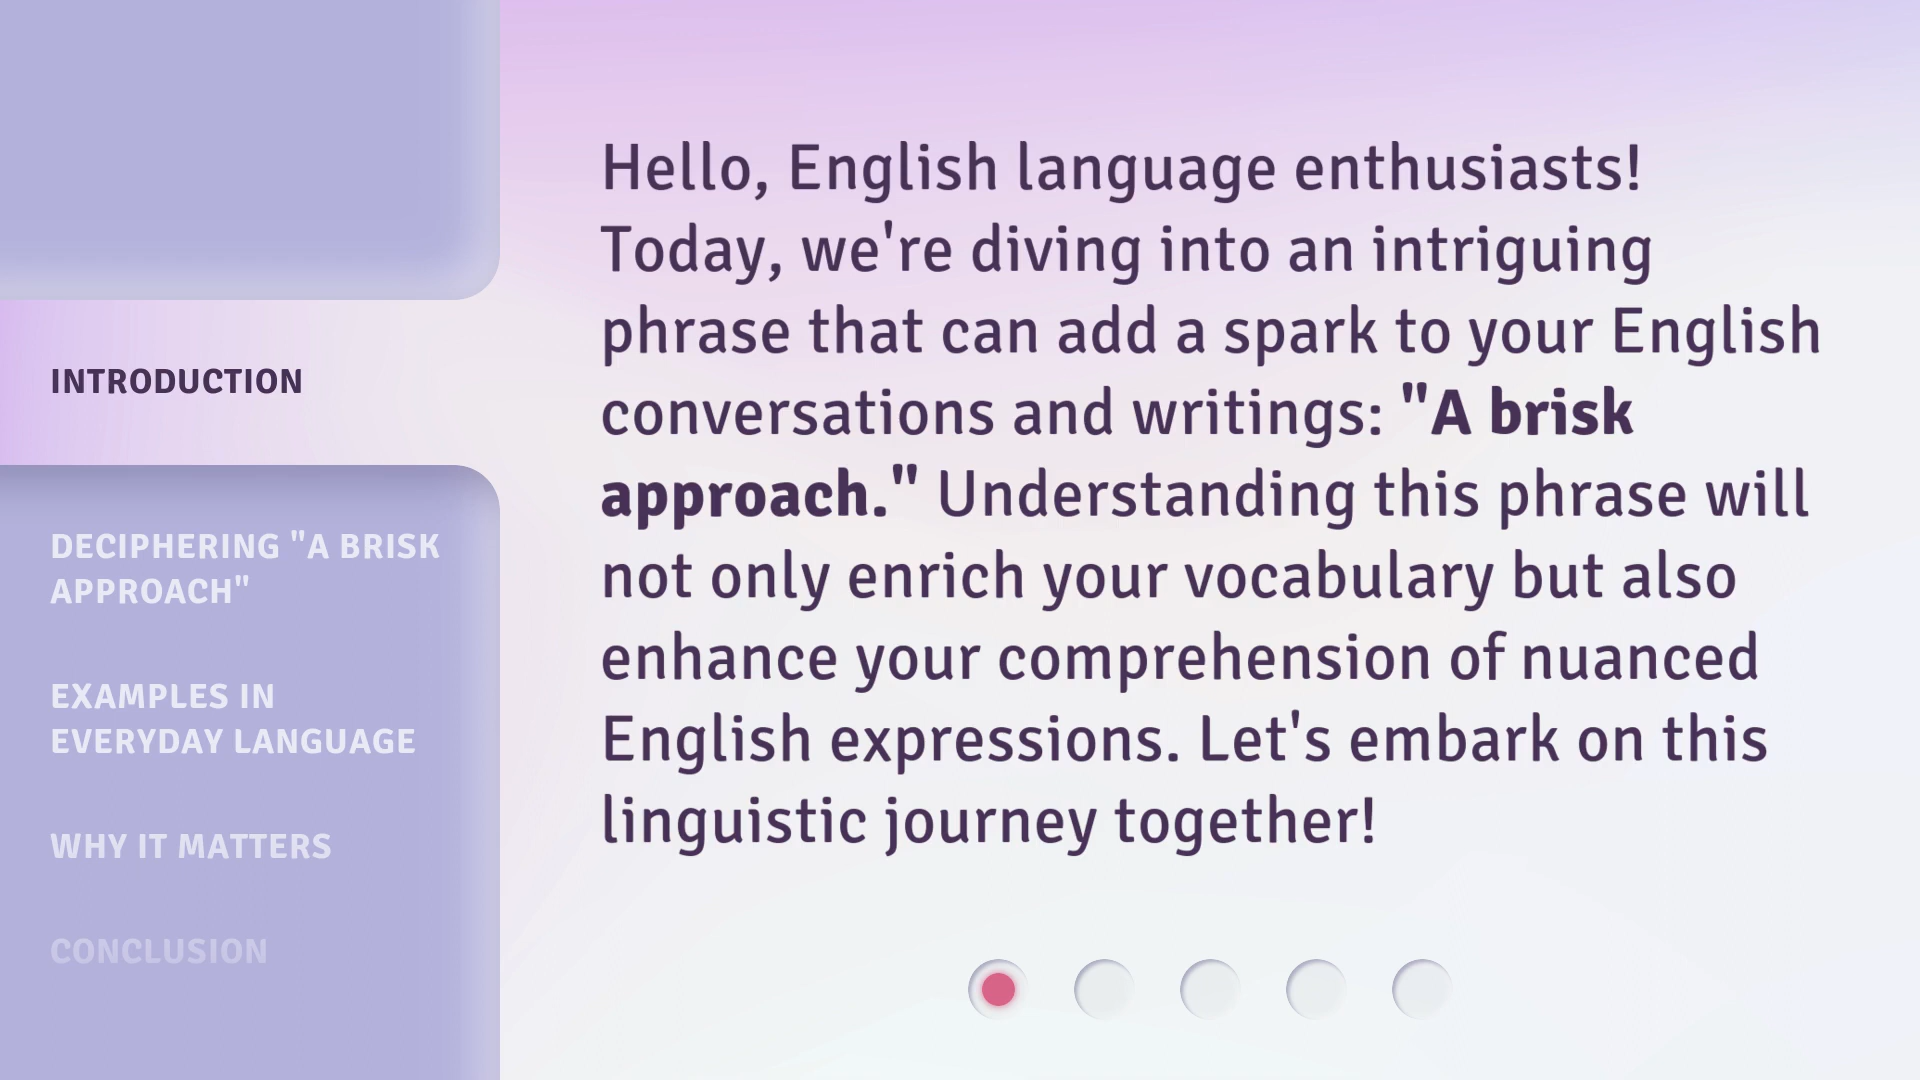 INTRODUCTION
DECIPHERING "A BRISK
APPROACH"
EXAMPLES IN
EVERYDAY LANGUAGE
WHY IT MATTERS
CONCLUSION
Hello, English language enthusiasts!
Today, we're diving into an intriguing
phrase that can add a spark to your English
conversations and writings: "A brisk
approach." Understanding this phrase will
not only enrich your vocabulary but also
enhance your comprehension of nuanced
English expressions. Let's embark on this
linguistic journey together!